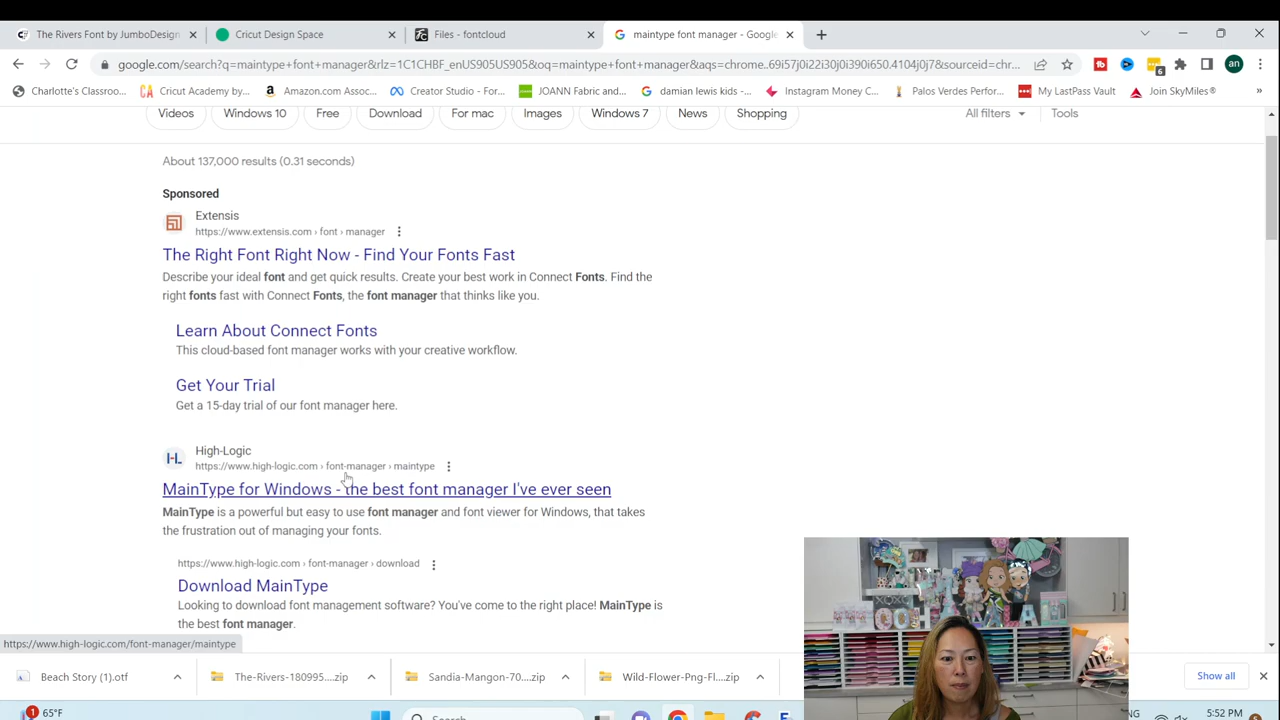 The Rivers Font by JumboDesign
Cricut Design Space
Files - fontcloud
maintype font manager - Google
google.com/search?q=maintype+font+manager&rlz=1C1CHBF_enUS905US905&oq=maintype+font+manager&aqs=chrome..69i57j0i22i30j0i390i650.4104j0j7&sourceid=chr...
6
an
Charlotte's Classroo...
Cricut Academy by...
Amazon.com Assoc...
Creator Studio - For...
JOANN Fabric and...
damian lewis kids -...
Instagram Money C...
Palos Verdes Perfor...
My LastPass Vault
Join SkyMiles®
»
Videos
Windows 10
Free
Download
For mac
Images
Windows 7
News
Shopping
All filters
Tools
About 137,000 results (0.31 seconds)
Sponsored
Extensis
https://www.extensis.com › font › manager
The Right Font Right Now - Find Your Fonts Fast
Describe your ideal font and get quick results. Create your best work in Connect Fonts. Find the
right fonts fast with Connect Fonts, the font manager that thinks like you.
Learn About Connect Fonts
This cloud-based font manager works with your creative workflow.
Get Your Trial
Get a 15-day trial of our font manager here.
High-Logic
https://www.high-logic.com › font-manager › maintype
MainType for Windows - the best font manager I've ever seen
MainType is a powerful but easy to use font manager and font viewer for Windows, that takes
the frustration out of managing your fonts.
https://www.high-logic.com › font-manager › download
Download MainType
Looking to download font management software? You've come to the right place! MainType is
the best font manager.
https://www.high-logic.com/font-manager/maintype
Beach Story (1).otf
The-Rivers-180995....zip
Sandia-Mangon-70....zip
Wild-Flower-Png-Fl....zip
Show all
1
65°F
Search
5:52 PM